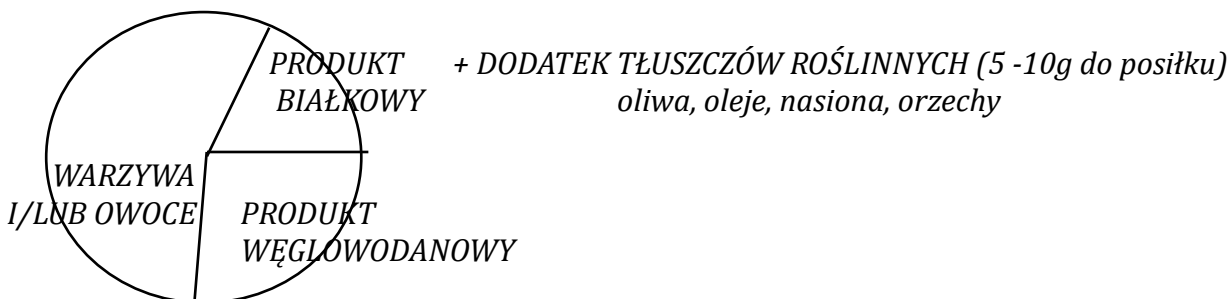 PRODUKT
BIAŁKOWY
+ DODATEK TŁUSZCZÓW ROŚLINNYCH (5 -10g do posiłku)
oliwa, oleje, nasiona, orzechy
WARZYWA
I/LUB OWOCE
PRODUKT
WĘGLOWODANOWY